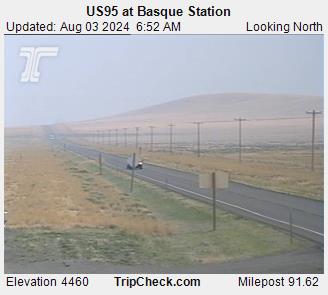 US95 at Basque Station
Updated: Aug 03 2024 6:52 AM Looking North
Elevation 4460 TripCheck.com Milepost 91.62